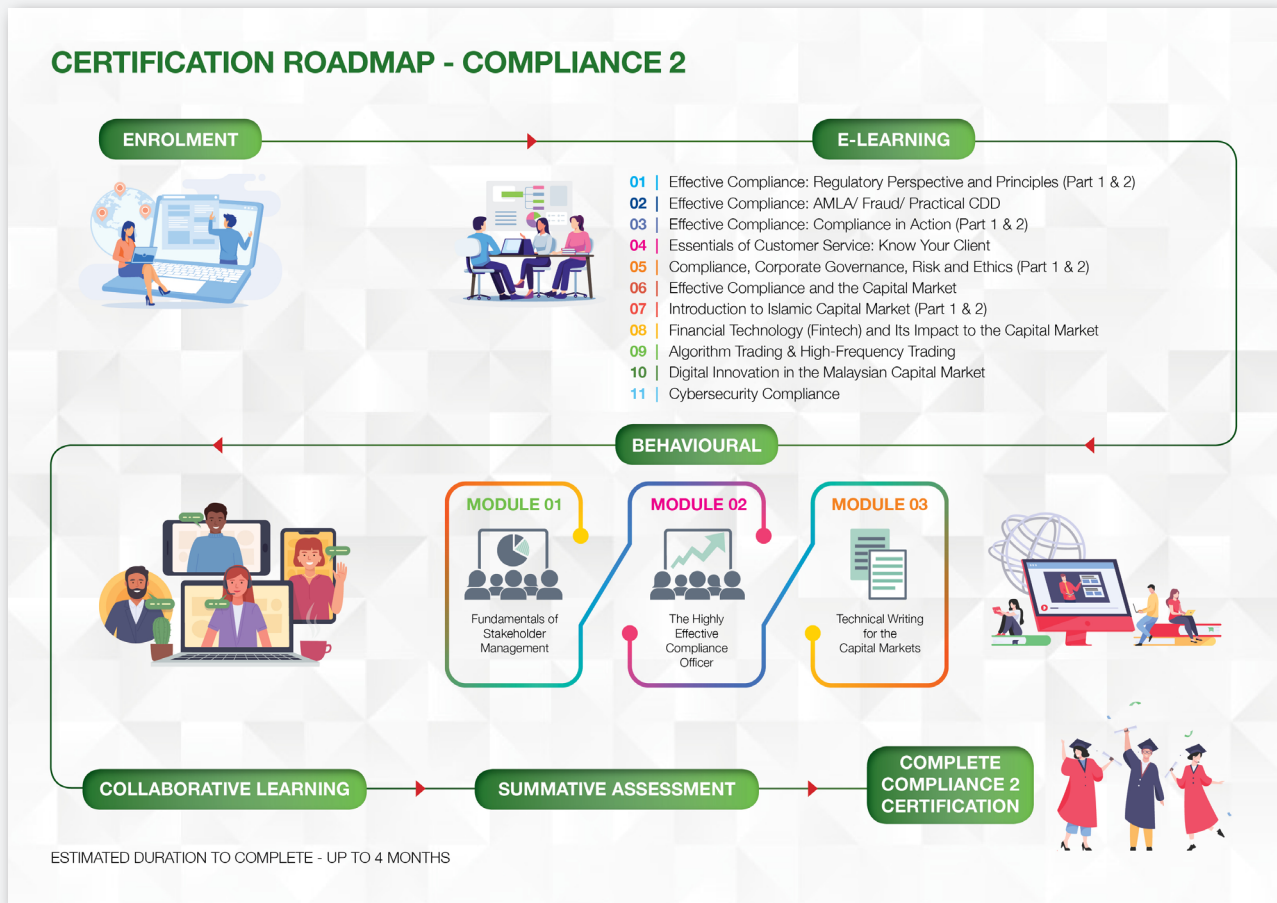 CERTIFICATION ROADMAP - COMPLIANCE 2
ENROLMENT
E-LEARNING
01 | Effective Compliance: Regulatory Perspective and Principles (Part 1 & 2)
02 | Effective Compliance: AMLA/ Fraud/ Practical CDD
03 | Effective Compliance: Compliance in Action (Part 1 & 2)
04 | Essentials of Customer Service: Know Your Client
05 | Compliance, Corporate Governance, Risk and Ethics (Part 1 & 2)
06 | Effective Compliance and the Capital Market
07 | Introduction to Islamic Capital Market (Part 1 & 2)
08 | Financial Technology (Fintech) and Its Impact to the Capital Market
09 | Algorithm Trading & High-Frequency Trading
10 | Digital Innovation in the Malaysian Capital Market
11 | Cybersecurity Compliance
BEHAVIOURAL
MODULE 01
Fundamentals of
Stakeholder
Management
MODULE 02
The Highly
Effective
Compliance
Officer
MODULE 03
Technical Writing
for the
Capital Markets
COLLABORATIVE LEARNING
SUMMATIVE ASSESSMENT
COMPLETE
COMPLIANCE 2
CERTIFICATION
ESTIMATED DURATION TO COMPLETE - UP TO 4 MONTHS